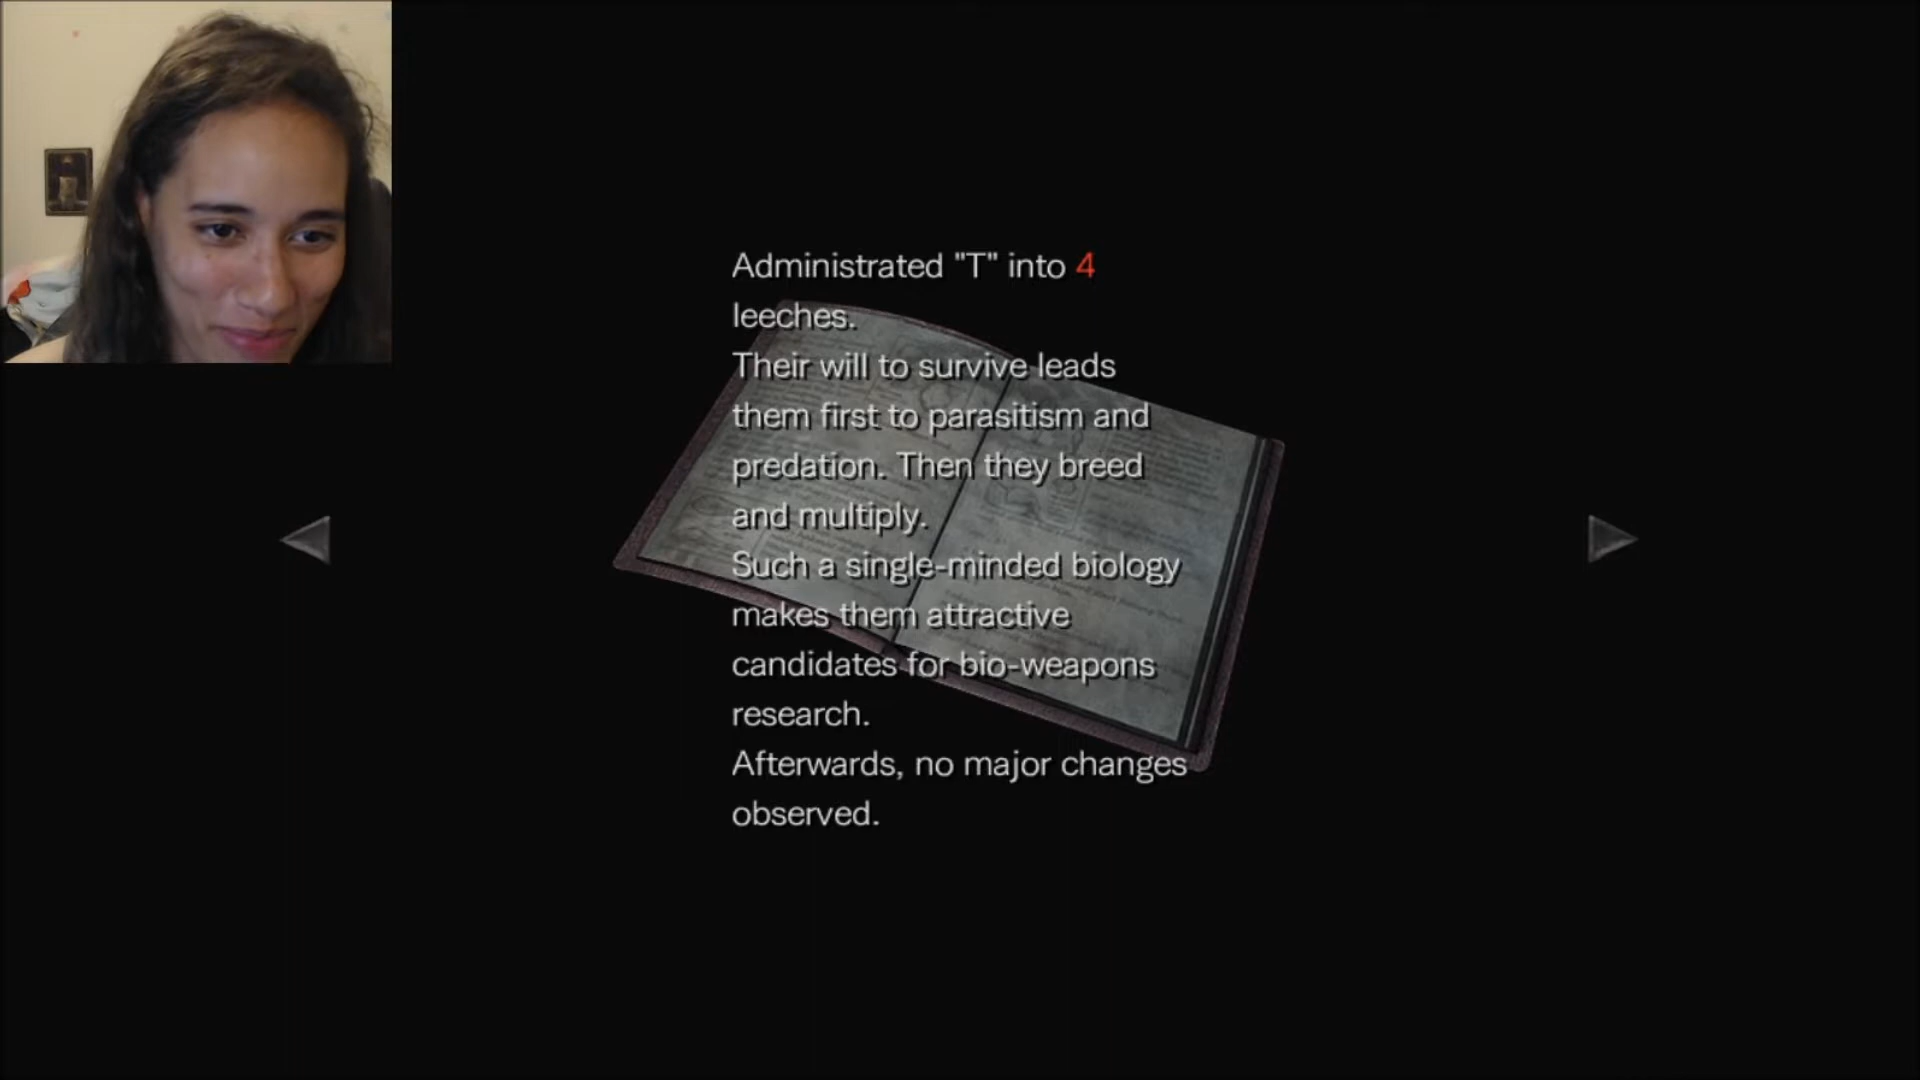 Administrated "T" into 4
leeches.
Their will to survive leads
them first to parasitism and
predation. Then they breed
and multiply.
Such a single-minded biology
makes them attractive
candidates for bio-weapons
research.
Afterwards, no major changes
observed.